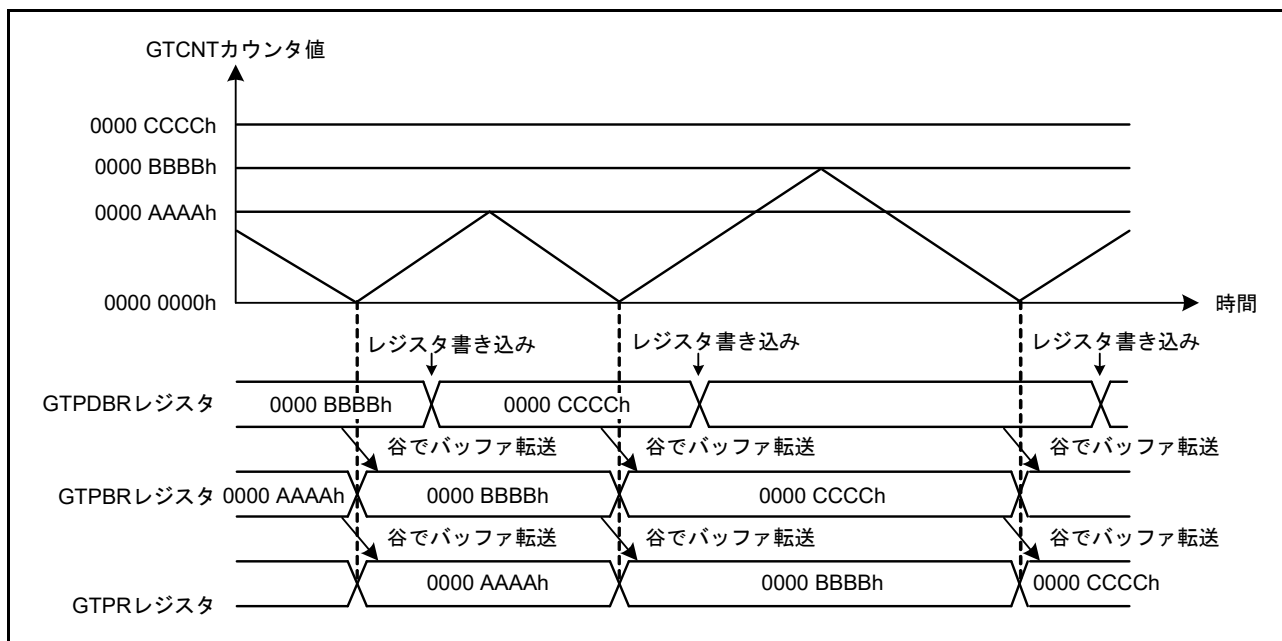 GTCNTカウンタ値
0000 CCCCh
0000 BBBBh
0000 AAAAh
0000 0000h
時間
レジスタ書き込み レジスタ書き込み レジスタ書き込み
GTPDBRレジスタ 0000 BBBBh 0000 CCCCh
谷でバッファ転送 谷でバッファ転送 谷でバッファ転送
GTPBRレジスタ 0000 AAAAh 0000 BBBBh 0000 CCCCh
谷でバッファ転送 谷でバッファ転送 谷でバッファ転送
GTPRレジスタ 0000 AAAAh 0000 BBBBh 0000 CCCCh